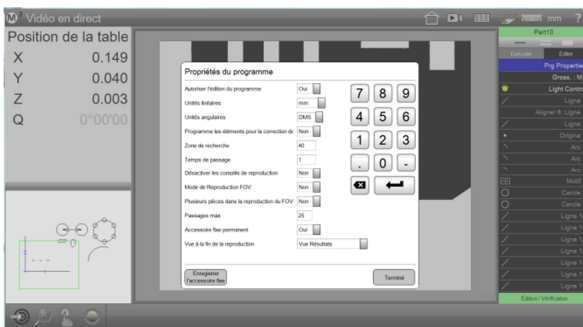 M³ Vidéo en direct
mm ?
Position de la table
X 0.149
Y 0.040
Z 0.003
Q 0°00'00
Propriétés du programme
Autoriser l'édition du programme Oui
Unités linéaires mm
Unités angulaires DMS
Programme les éléments pour la correction de Non
Zone de recherche 40
Temps de passage 1
Désactiver les conseils de reproduction Non
Mode de Reproduction FOV Non
Plusieurs pièces dans la reproduction du FOV Non
Passages max 25
Accessoire fixe permanent Oui
Vue à la fin de la reproduction Vue Résultats
7 8 9
4 5 6
1 2 3
. 0 -
Enregistrer
l'accessoire fixe
Terminé
Part10
Exécuter Editer
Prg Propertie
Gross. : M
Light Contro
Ligne
Aligner B. Ligne
Ligne
Origine
Arc
Arc
Arc
Motif
Cercle
Cercle
Ligne 1
Ligne 1
Ligne 1
Ligne 1
Ligne 1
Ligne 1
Edition / Vérification